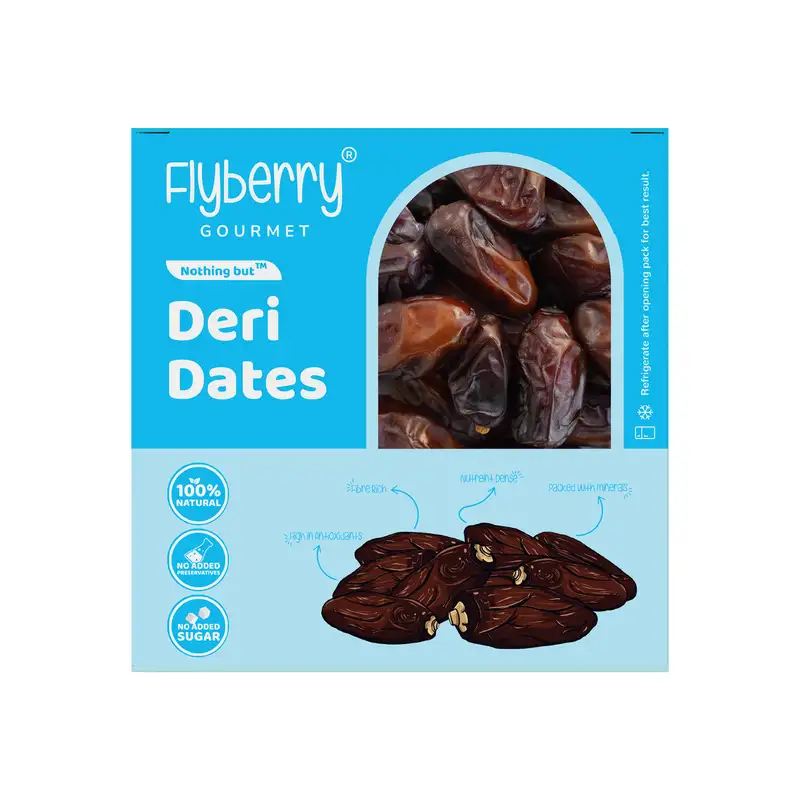 Flyberry®
GOURMET
Nothing but™
Deri
Dates
Refrigerate after opening pack for best result.
100%
NATURAL
NO ADDED
PRESERVATIVES
NO ADDED
SUGAR
Fibre Rich
Nutreint Dense
Packed with Minerals
High in Antioxidants